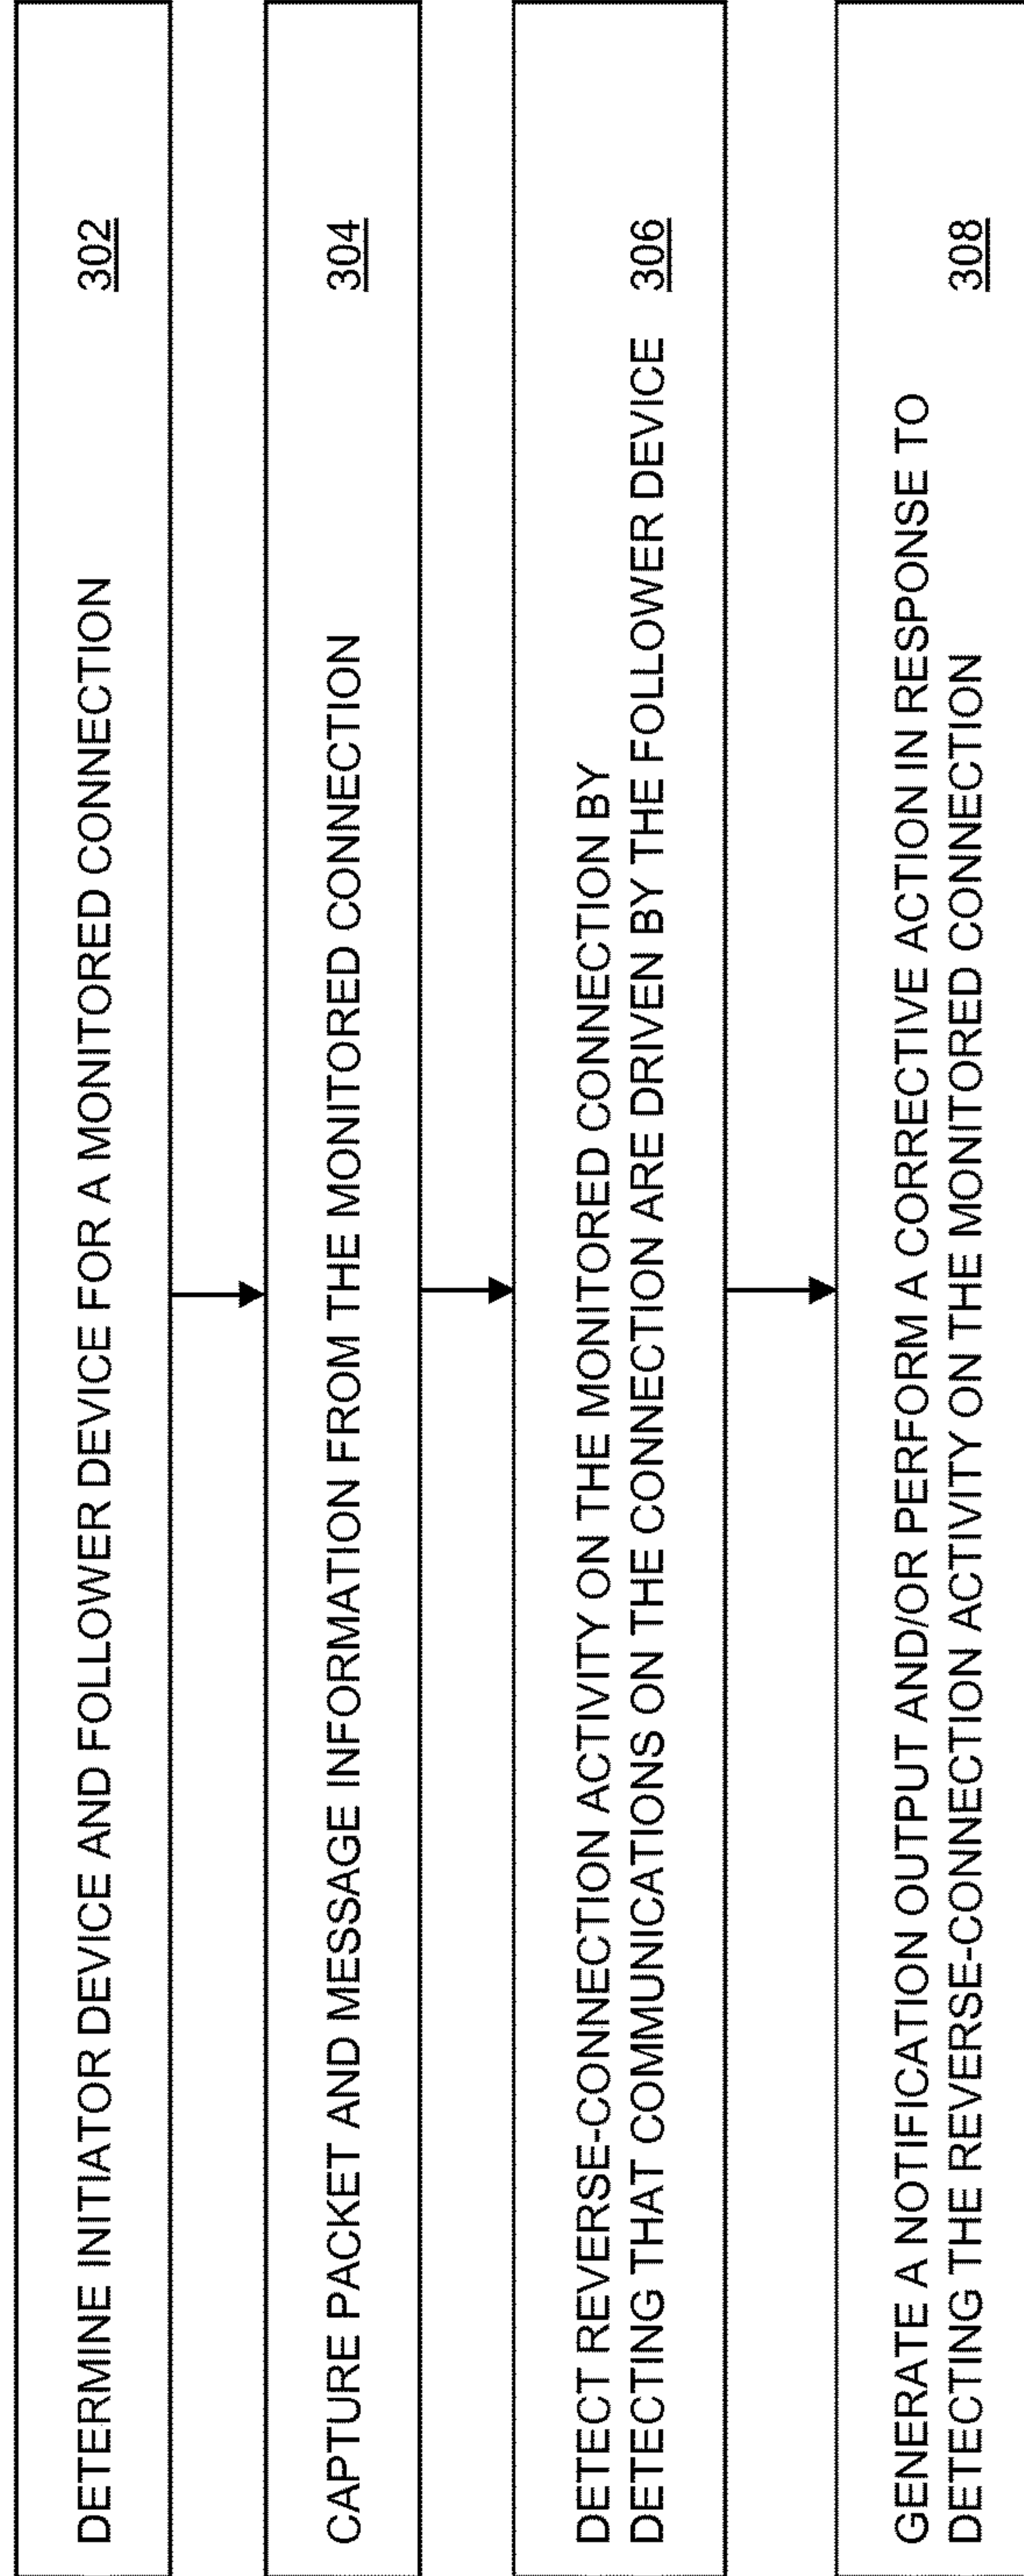 DETERMINE INITIATOR DEVICE AND FOLLOWER DEVICE FOR A MONITORED CONNECTION 302
CAPTURE PACKET AND MESSAGE INFORMATION FROM THE MONITORED CONNECTION 304
DETECT REVERSE-CONNECTION ACTIVITY ON THE MONITORED CONNECTION BY
DETECTING THAT COMMUNICATIONS ON THE CONNECTION ARE DRIVEN BY THE FOLLOWER DEVICE 306
GENERATE A NOTIFICATION OUTPUT AND/OR PERFORM A CORRECTIVE ACTION IN RESPONSE TO
DETECTING THE REVERSE-CONNECTION ACTIVITY ON THE MONITORED CONNECTION 308